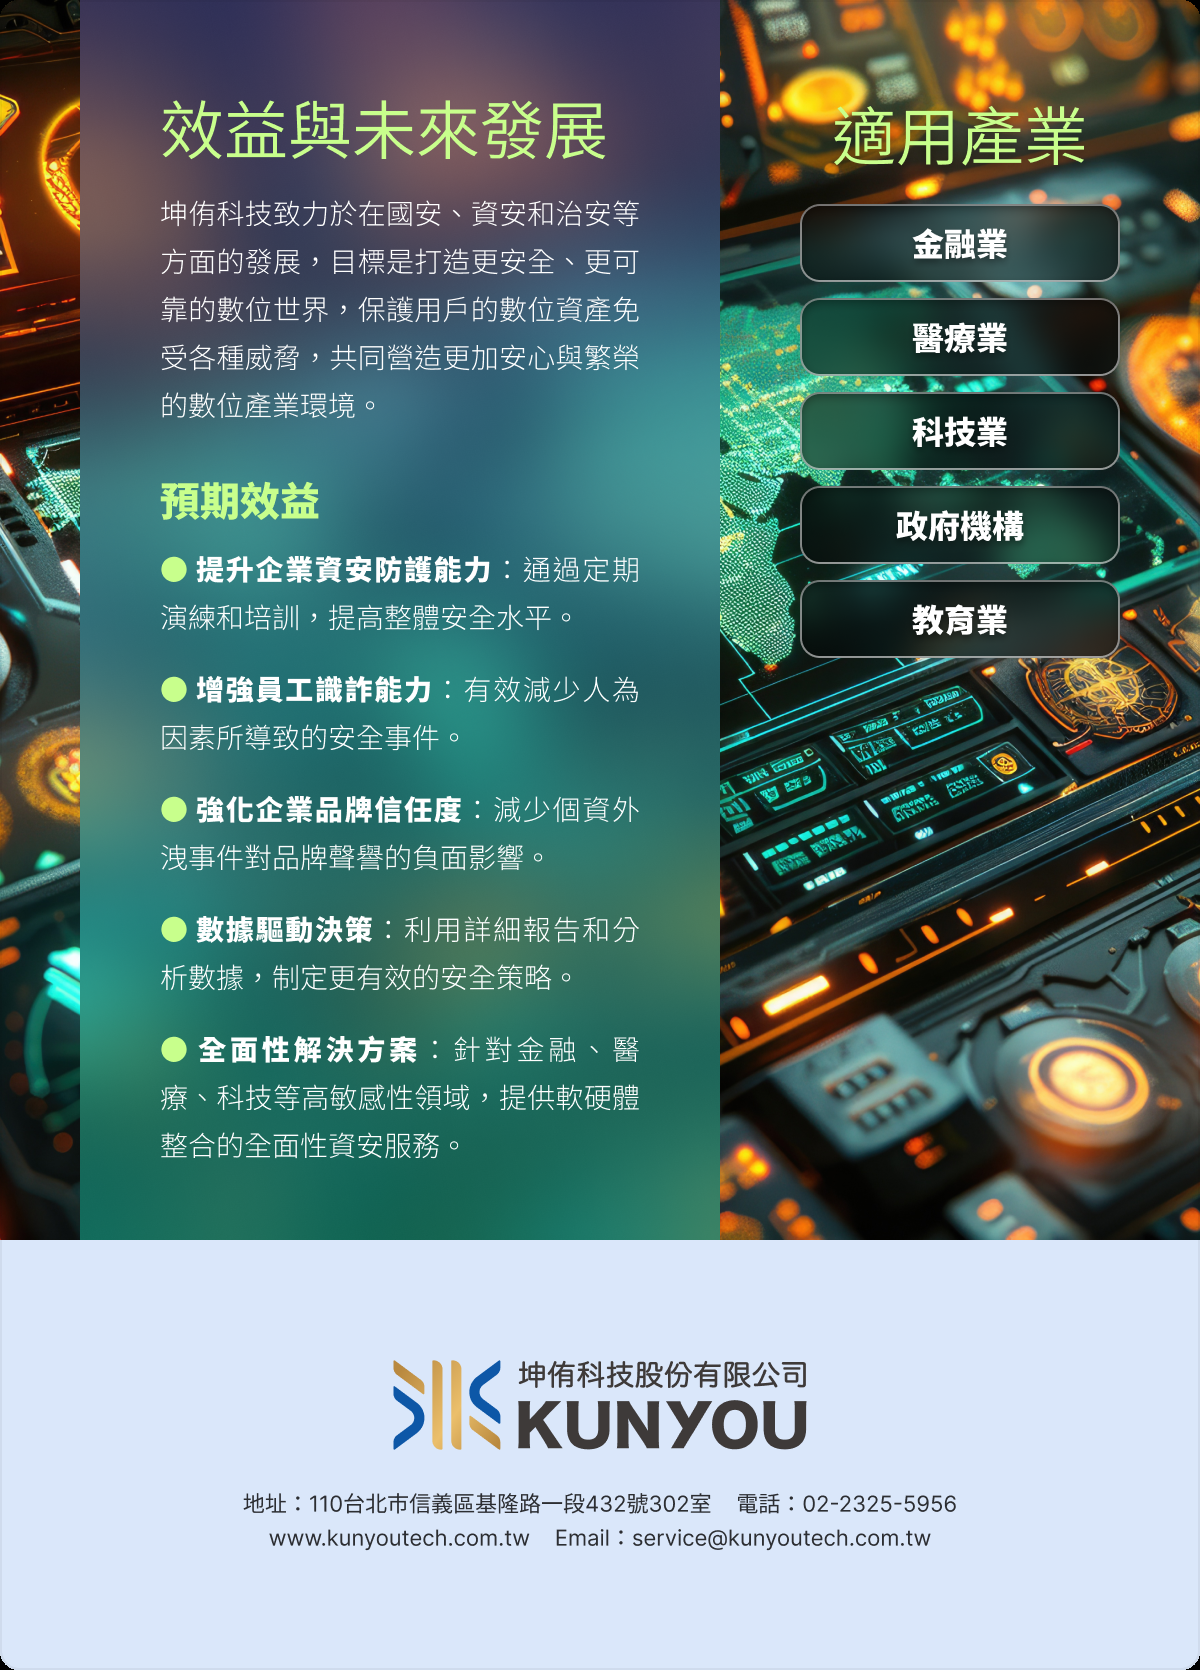 效益與未來發展
坤侑科技致力於在國安、資安和治安等
方面的發展，目標是打造更安全、更可
靠的數位世界，保護用戶的數位資產免
受各種威脅，共同營造更加安心與繁榮
的數位產業環境。
預期效益
● 提升企業資安防護能力：通過定期
演練和培訓，提高整體安全水平。
● 增強員工識詐能力：有效減少人為
因素所導致的安全事件。
● 強化企業品牌信任度：減少個資外
洩事件對品牌聲譽的負面影響。
● 數據驅動決策：利用詳細報告和分
析數據，制定更有效的安全策略。
● 全面性解決方案：針對金融、醫
療、科技等高敏感性領域，提供軟硬體
整合的全面性資安服務。
適用產業
金融業
醫療業
科技業
政府機構
教育業
坤侑科技股份有限公司
KUNYOU
地址：110台北市信義區基隆路一段432號302室 電話：02-2325-5956
www.kunyoutech.com.tw Email：service@kunyoutech.com.tw